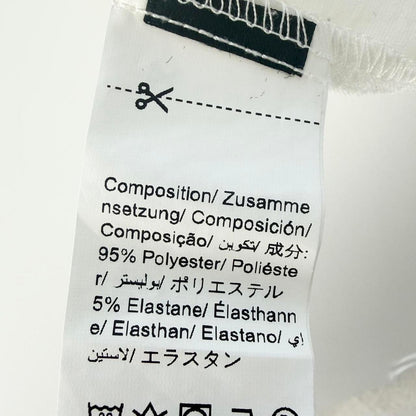 Composition/ Zusamme
nsetzung/ Composición/
Composição/ تكوين/ 成分:
95% Polyester/ Poliéste
r/ بوليستر/ ポリエステル
5% Elastane/ Élasthann
e/ Elasthan/ Elastano/ إي
لاستين/ エラスタン